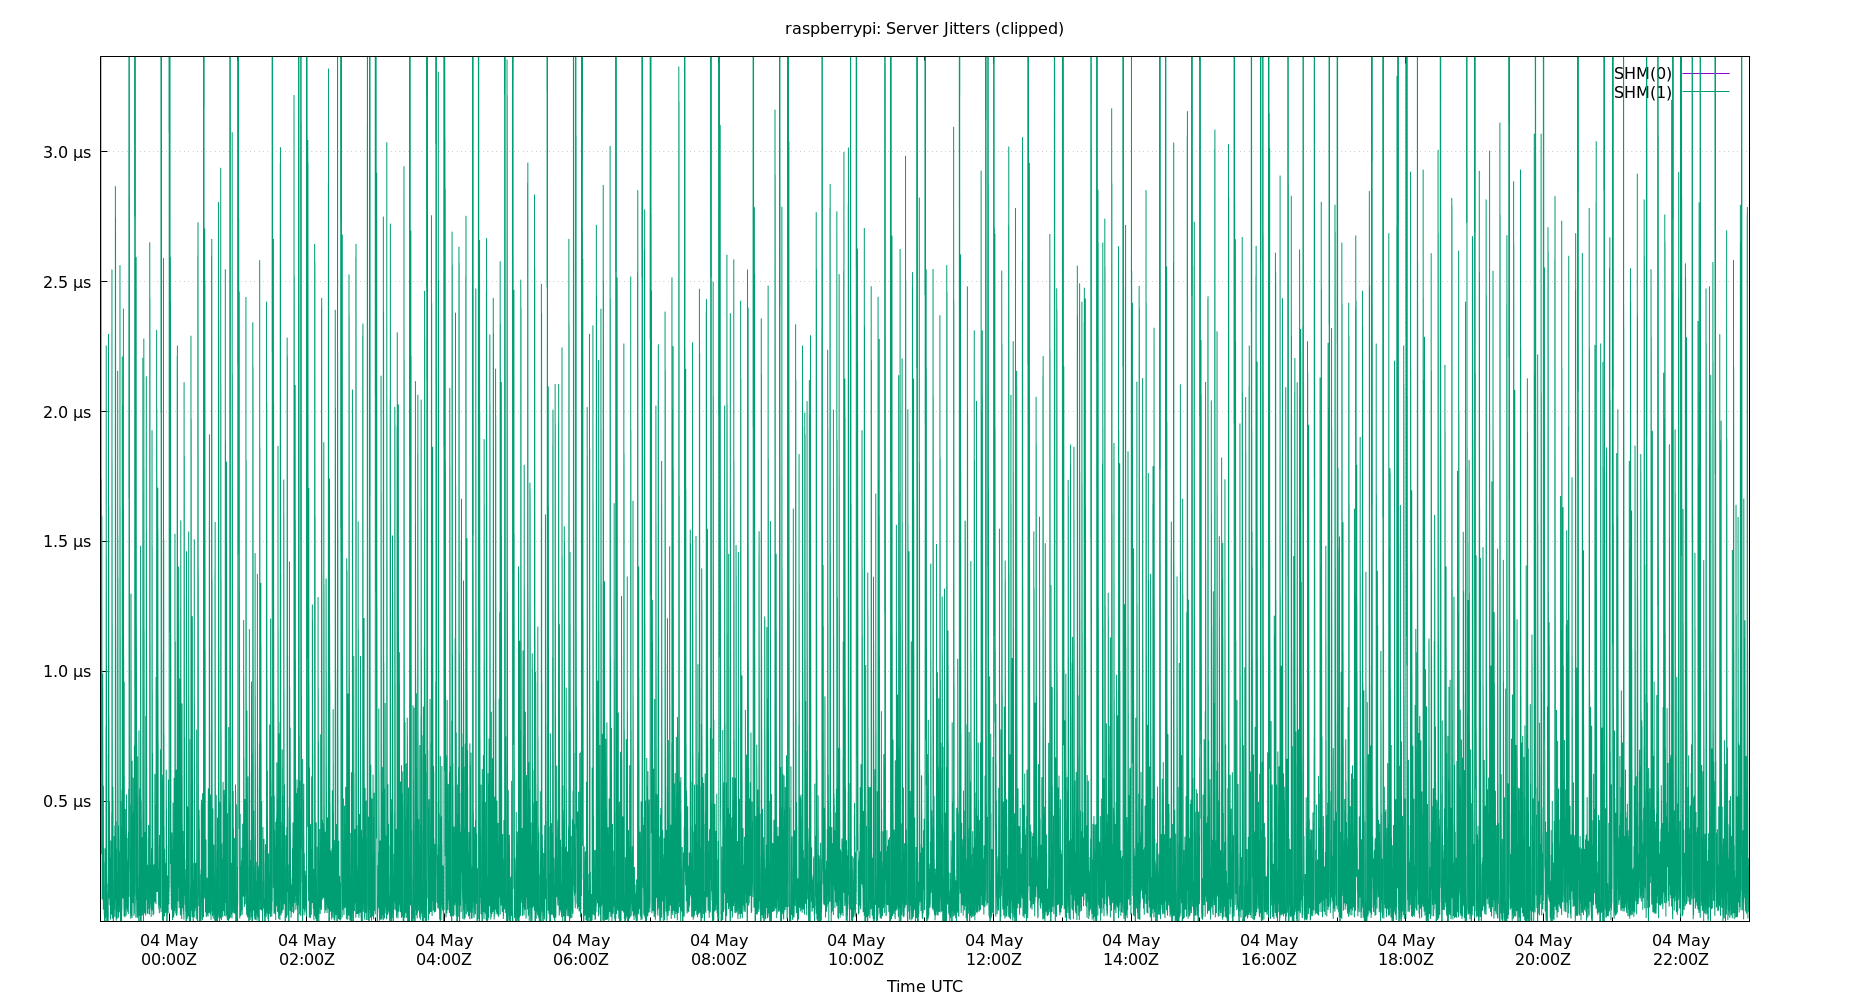 raspberrypi: Server Jitters (clipped)
SHM(0)
SHM(1)
3.0 µs
2.5 µs
2.0 µs
1.5 µs
1.0 µs
0.5 µs
04 May 04 May 04 May 04 May 04 May 04 May 04 May 04 May 04 May 04 May 04 May 04 May
00:00Z 02:00Z 04:00Z 06:00Z 08:00Z 10:00Z 12:00Z 14:00Z 16:00Z 18:00Z 20:00Z 22:00Z
Time UTC